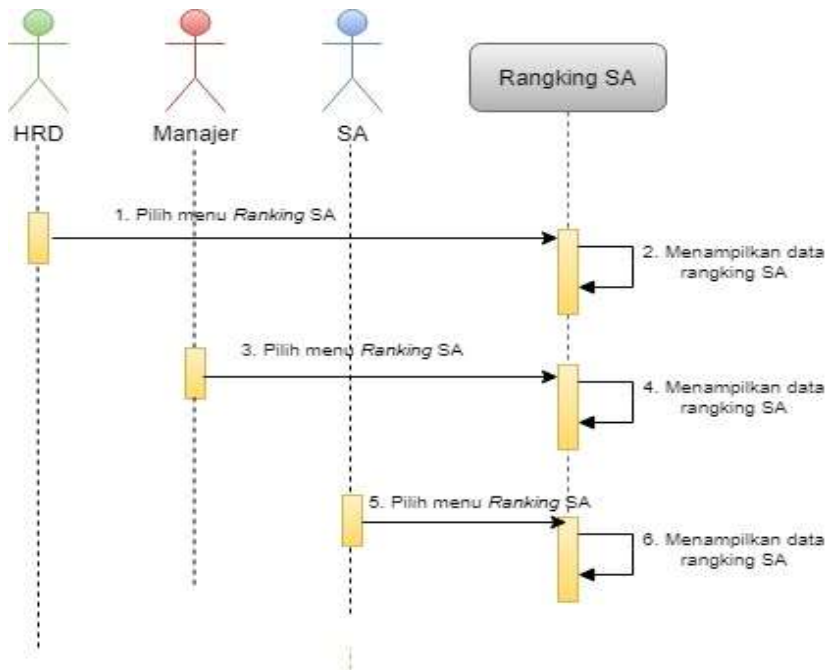 Rangking SA
HRD
Manajer
SA
1. Pilih menu Ranking SA
2. Menampilkan data
rangking SA
3. Pilih menu Ranking SA
4. Menampilkan data
rangking SA
5. Pilih menu Ranking SA
6. Menampilkan data
rangking SA